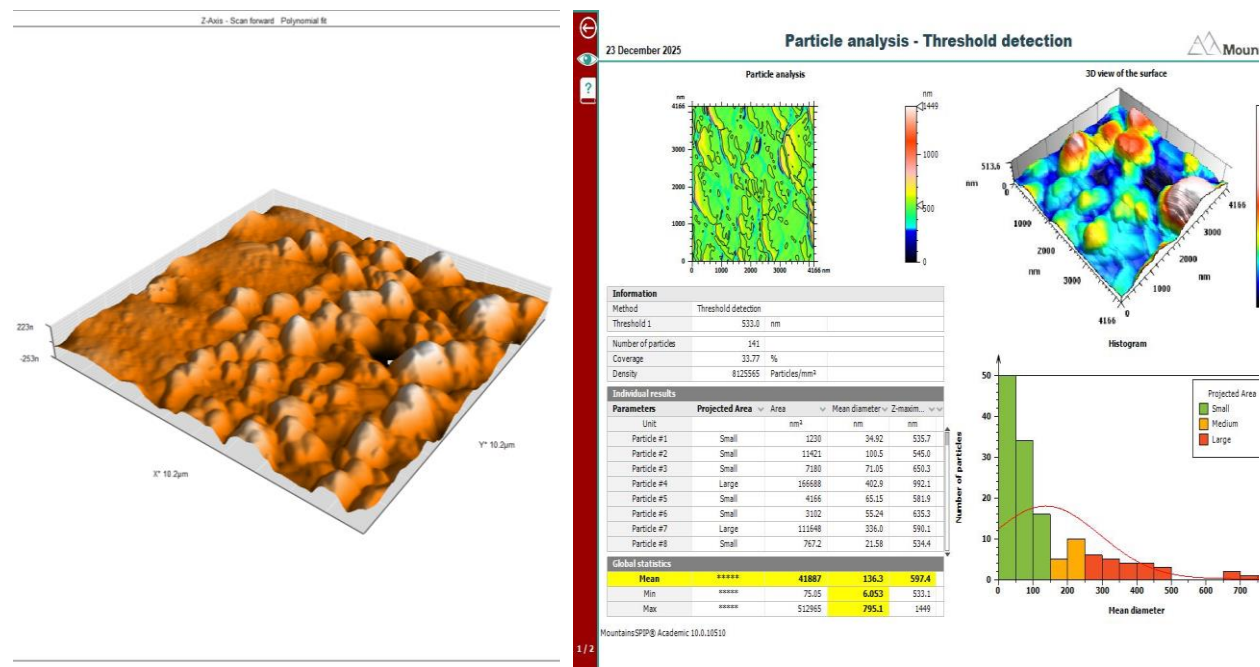 Z-Axis - Scan forward Polynomial fit
223n
-253n
X* 10.2µm
Y* 10.2µm
23 December 2025
Particle analysis - Threshold detection
Moun
Particle analysis
nm
4166
3000
2000
1000
0
0 1000 2000 3000 4166 nm
nm
1449
1000
500
0
3D view of the surface
513.6
nm
0
0
1000
2000
nm
3000
4166
0
1000
2000
nm
3000
4166
Information
Method Threshold detection
Threshold 1 533.0 nm
Number of particles 141
Coverage 33.77 %
Density 8125565 Particles/mm²
Individual results
Parameters Projected Area Area Mean diameter Z-maxim...
Unit nm² nm nm
Particle #1 Small 1230 34.92 535.7
Particle #2 Small 11421 100.5 545.0
Particle #3 Small 7180 71.05 650.3
Particle #4 Large 166688 402.9 992.1
Particle #5 Small 4166 65.15 581.9
Particle #6 Small 3102 55.24 635.3
Particle #7 Large 111648 336.0 590.1
Particle #8 Small 767.2 21.58 534.4
Global statistics
Mean ***** 41887 136.3 597.4
Min ***** 75.05 6.053 533.1
Max ***** 512965 795.1 1449
Histogram
50
40
30
20
10
0
Number of particles
0 100 200 300 400 500 600 700
Mean diameter
Projected Area
Small
Medium
Large
MountainsSPIP® Academic 10.0.10510
1 / 2
?